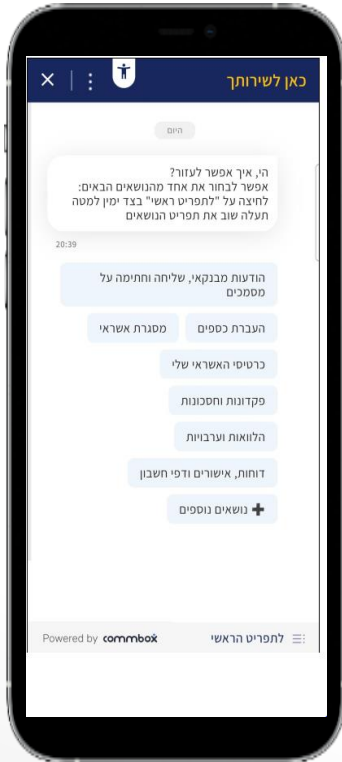 כאן לשירותך
היום
הי, איך אפשר לעזור?
אפשר לבחור את אחד מהנושאים הבאים:
לחיצה על "לתפריט ראשי" בצד ימין למטה
תעלה שוב את תפריט הנושאים
20:39
הודעות מבנקאי, שליחה וחתימה על
מסמכים
העברת כספים
מסגרת אשראי
כרטיסי האשראי שלי
פקדונות וחסכונות
הלוואות וערבויות
דוחות, אישורים ודפי חשבון
➕ נושאים נוספים
לתפריט הראשי
Powered by commbox